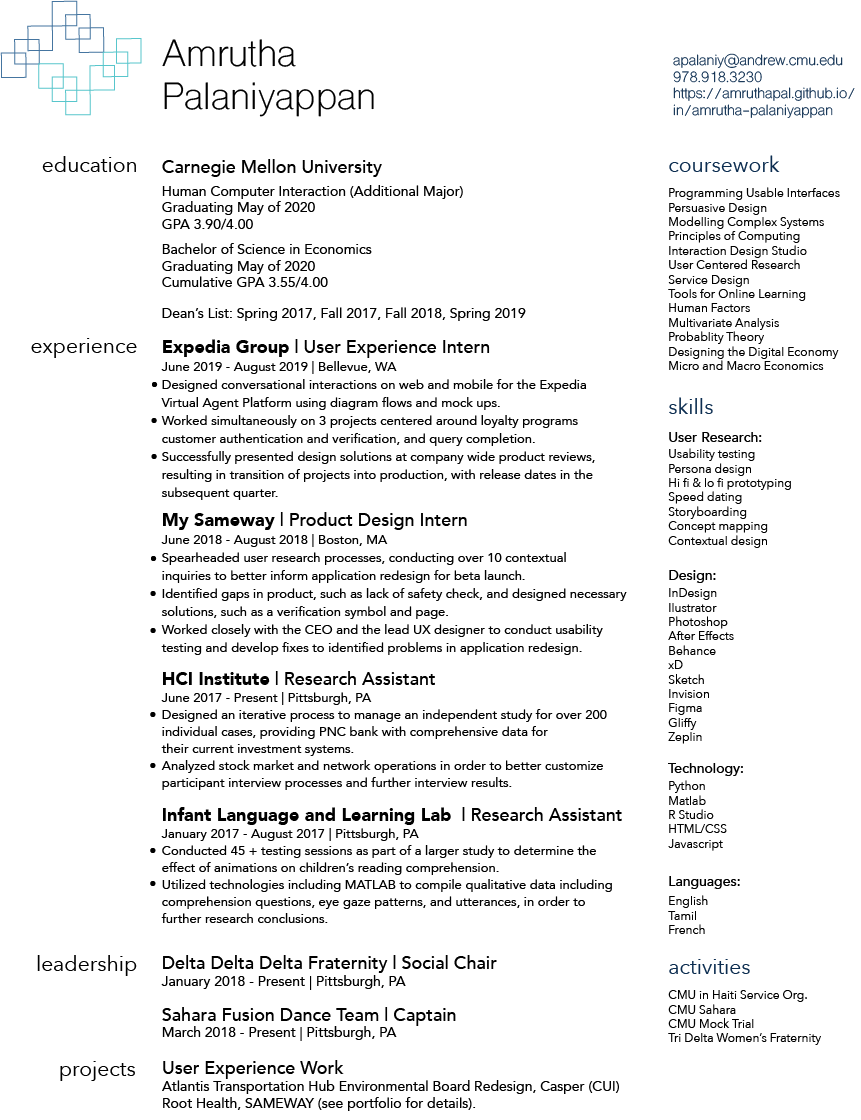 Amrutha
Palaniyappan
apalaniy@andrew.cmu.edu
978.918.3230
https://amruthapal.github.io/
in/amrutha-palaniyappan
education
Carnegie Mellon University
Human Computer Interaction (Additional Major)
Graduating May of 2020
GPA 3.90/4.00
Bachelor of Science in Economics
Graduating May of 2020
Cumulative GPA 3.55/4.00
Dean's List: Spring 2017, Fall 2017, Fall 2018, Spring 2019
experience
Expedia Group | User Experience Intern
June 2019 - August 2019 | Bellevue, WA
• Designed conversational interactions on web and mobile for the Expedia
Virtual Agent Platform using diagram flows and mock ups.
• Worked simultaneously on 3 projects centered around loyalty programs
customer authentication and verification, and query completion.
• Successfully presented design solutions at company wide product reviews,
resulting in transition of projects into production, with release dates in the
subsequent quarter.
My Sameway | Product Design Intern
June 2018 - August 2018 | Boston, MA
• Spearheaded user research processes, conducting over 10 contextual
inquiries to better inform application redesign for beta launch.
• Identified gaps in product, such as lack of safety check, and designed necessary
solutions, such as a verification symbol and page.
• Worked closely with the CEO and the lead UX designer to conduct usability
testing and develop fixes to identified problems in application redesign.
HCI Institute | Research Assistant
June 2017 - Present | Pittsburgh, PA
• Designed an iterative process to manage an independent study for over 200
individual cases, providing PNC bank with comprehensive data for
their current investment systems.
• Analyzed stock market and network operations in order to better customize
participant interview processes and further interview results.
Infant Language and Learning Lab | Research Assistant
January 2017 - August 2017 | Pittsburgh, PA
• Conducted 45 + testing sessions as part of a larger study to determine the
effect of animations on children's reading comprehension.
• Utilized technologies including MATLAB to compile qualitative data including
comprehension questions, eye gaze patterns, and utterances, in order to
further research conclusions.
leadership
Delta Delta Delta Fraternity | Social Chair
January 2018 - Present | Pittsburgh, PA
Sahara Fusion Dance Team | Captain
March 2018 - Present | Pittsburgh, PA
projects
User Experience Work
Atlantis Transportation Hub Environmental Board Redesign, Casper (CUI)
Root Health, SAMEWAY (see portfolio for details).
coursework
Programming Usable Interfaces
Persuasive Design
Modelling Complex Systems
Principles of Computing
Interaction Design Studio
User Centered Research
Service Design
Tools for Online Learning
Human Factors
Multivariate Analysis
Probablity Theory
Designing the Digital Economy
Micro and Macro Economics
skills
User Research:
Usability testing
Persona design
Hi fi & lo fi prototyping
Speed dating
Storyboarding
Concept mapping
Contextual design
Design:
InDesign
Ilustrator
Photoshop
After Effects
Behance
xD
Sketch
Invision
Figma
Gliffy
Zeplin
Technology:
Python
Matlab
R Studio
HTML/CSS
Javascript
Languages:
English
Tamil
French
activities
CMU in Haiti Service Org.
CMU Sahara
CMU Mock Trial
Tri Delta Women's Fraternity